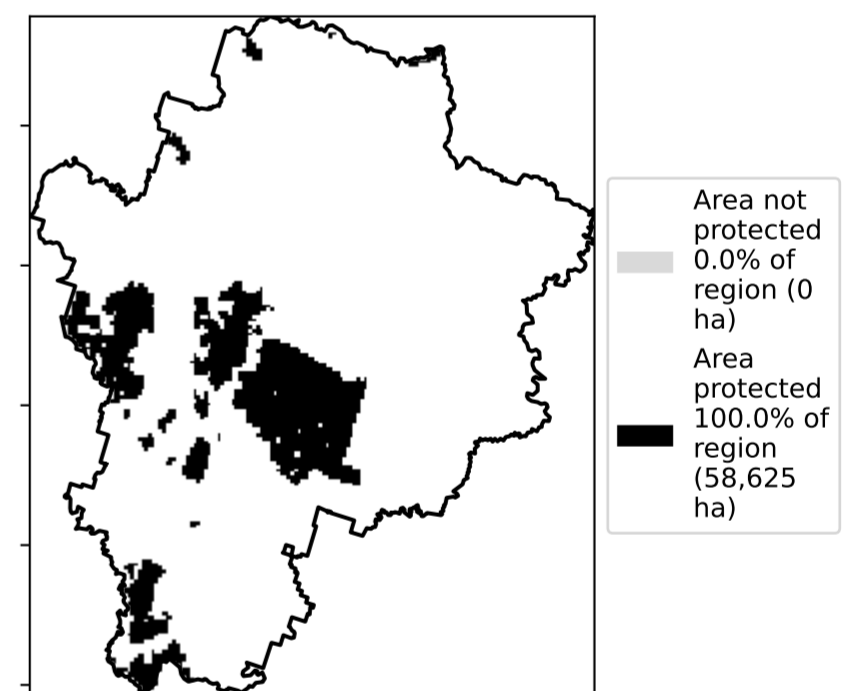 Area not
protected
0.0% of
region (0
ha)
Area
protected
100.0% of
region
(58,625
ha)